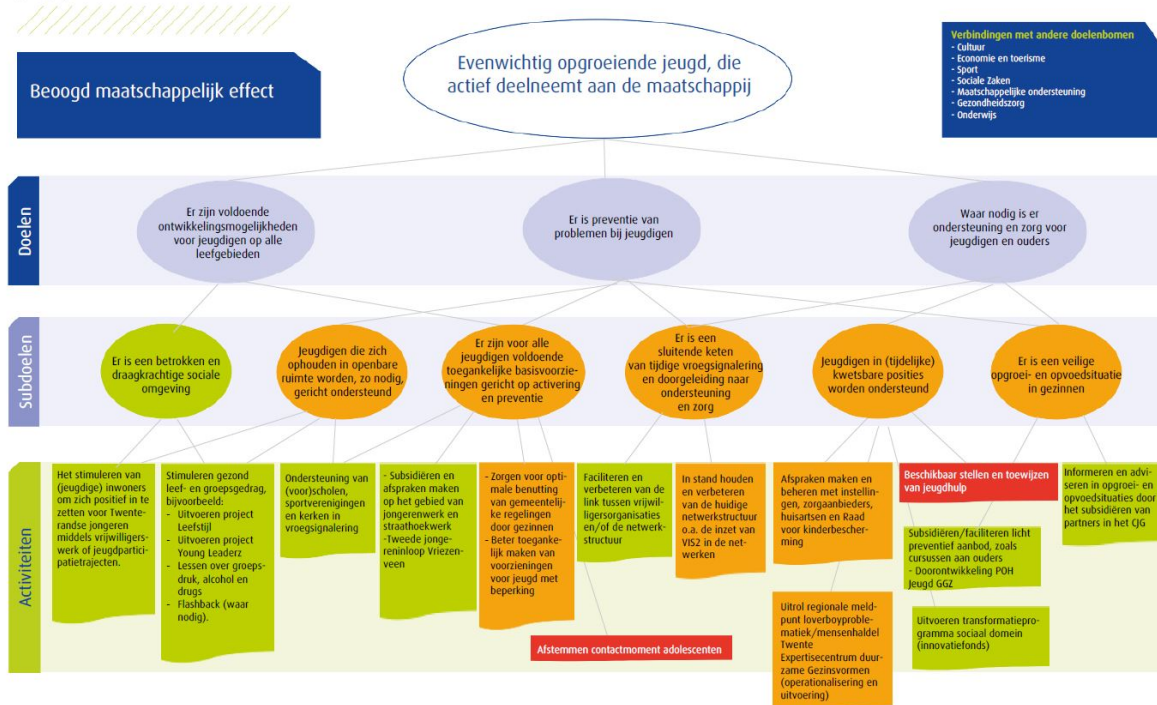 Beoogd maatschappelijk effect
Evenwichtig opgroeiende jeugd, die
actief deelneemt aan de maatschappij
Verbindingen met andere doelenbomen
- Cultuur
- Economie en toerisme
- Sport
- Sociale Zaken
- Maatschappelijke ondersteuning
- Gezondheidszorg
- Onderwijs
Doelen
Er zijn voldoende
ontwikkelingsmogelijkheden
voor jeugdigen op alle
leefgebieden
Er is preventie van
problemen bij jeugdigen
Waar nodig is er
ondersteuning en zorg voor
jeugdigen en ouders
Subdoelen
Er is een betrokken en
draagkrachtige sociale
omgeving
Jeugdigen die zich
ophouden in openbare
ruimte worden, zo nodig,
gericht ondersteund
Er zijn voor alle
jeugdigen voldoende
toegankelijke basisvoorzie-
ningen gericht op activering
en preventie
Er is een
sluitende keten
van tijdige vroegsignalering
en doorgeleiding naar
ondersteuning
en zorg
Jeugdigen in (tijdelijke)
kwetsbare posities
worden ondersteund
Er is een veilige
opgroei- en opvoedsituatie
in gezinnen
Activiteiten
Het stimuleren van
(jeugdige) inwoners
om zich positief in te
zetten voor Twente-
randse jongeren
middels vrijwilligers-
werk of jeugdpartici-
patietrajecten.
Stimuleren gezond
leef- en groepsgedrag,
bijvoorbeeld:
- Uitvoeren project
Leefstijl
- Uitvoeren project
Young Leaderz
- Lessen over groeps-
druk, alcohol en
drugs
- Flashback (waar
nodig).
Ondersteuning van
(voor)scholen,
sportverenigingen
en kerken in
vroegsignalering
- Subsidiëren en
afspraken maken
op het gebied van
jongerenwerk en
straathoekwerk
-Tweede jonge-
reninloop Vriezen-
veen
- Zorgen voor opti-
male benutting
van gemeentelij-
ke regelingen
door gezinnen
- Beter toegankelijk
maken van
voorzieningen
voor jeugd met
beperking
Faciliteren en
verbeteren van de
link tussen vrijwil-
ligersorganisaties
en/of de netwerk-
structuur
In stand houden
en verbeteren
van de huidige
netwerkstructuur
o.a. de inzet van
VIS2 in de net-
werken
Afspraken maken en
beheren met instellin-
gen, zorgaanbieders,
huisartsen en Raad
voor kinderbescher-
ming
Beschikbaar stellen en toewijzen
van jeugdhulp
Informeren en advi-
seren in opgroei- en
opvoedsituaties door
het subsidiëren van
partners in het CJG
Subsidiëren/faciliteren licht
preventief aanbod, zoals
cursussen aan ouders
- Doorontwikkeling POH
Jeugd GGZ
Uitvoeren transformatiepro-
gramma sociaal domein
(innovatiefonds)
Afstemmen contactmoment adolescenten
Uitrol regionale meld-
punt loverboyproble-
matiek/mensenhaldel
Twente
Expertisecentrum duur-
zame Gezinsvormen
(operationalisering en
uitvoering)